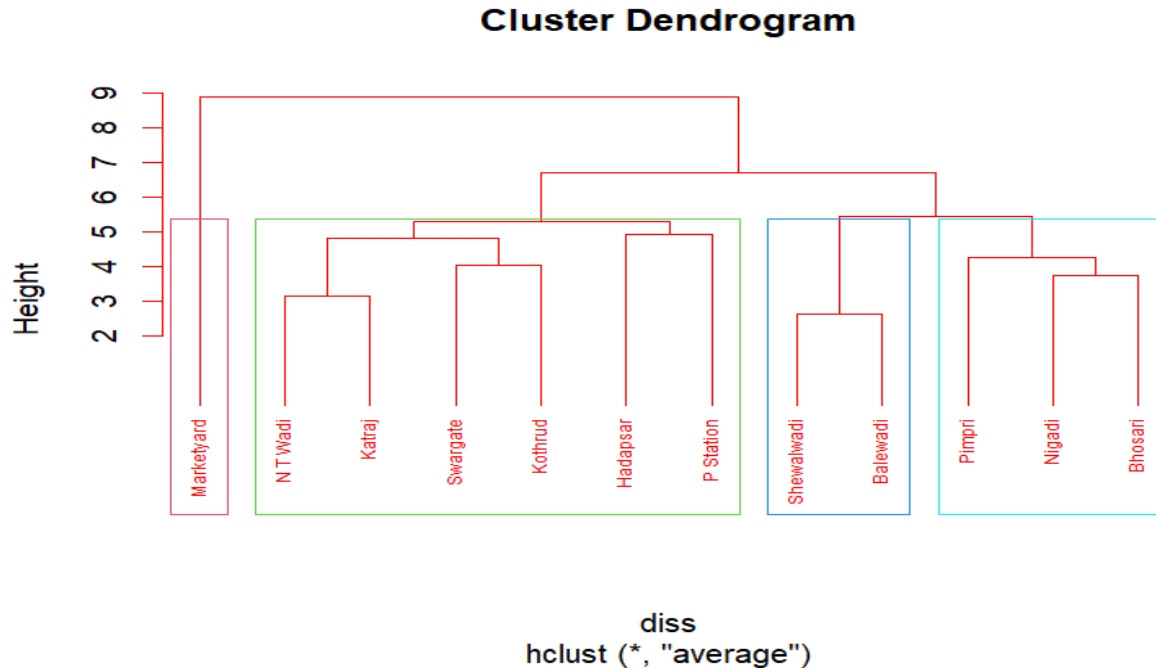 Cluster Dendrogram
Height
9
8
7
6
5
4
3
2
Marketyard
N T Wadi
Katraj
Swargate
Kothrud
Hadapsar
P Station
Shewalwadi
Balewadi
Pimpri
Nigadi
Bhosari
diss
hclust (*, "average")